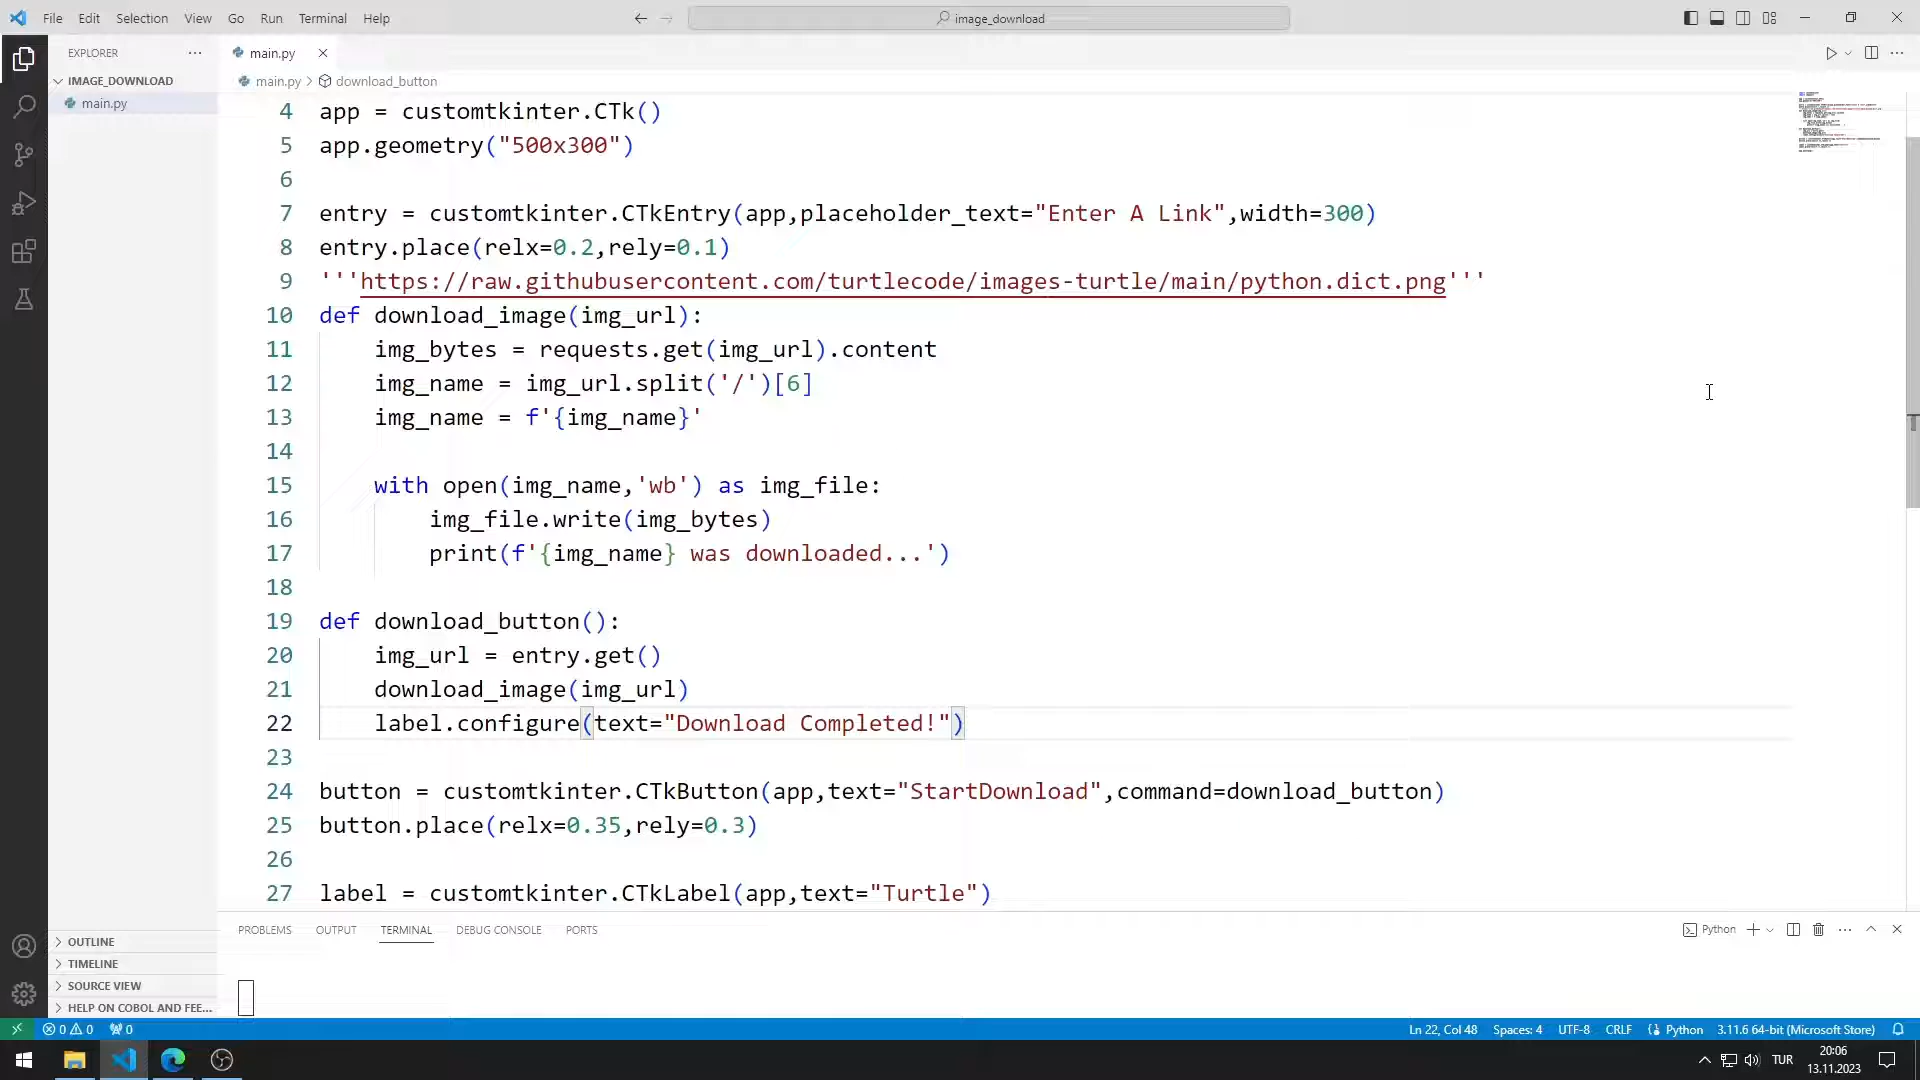 File Edit Selection View Go Run Terminal Help
image_download
EXPLORER
main.py
IMAGE_DOWNLOAD
main.py
main.py > download_button
4 app = customtkinter.CTk()
5 app.geometry("500x300")
6
7 entry = customtkinter.CTkEntry(app,placeholder_text="Enter A Link",width=300)
8 entry.place(relx=0.2,rely=0.1)
9 '''https://raw.githubusercontent.com/turtlecode/images-turtle/main/python.dict.png'''
10 def download_image(img_url):
11 img_bytes = requests.get(img_url).content
12 img_name = img_url.split('/')[6]
13 img_name = f'{img_name}'
14
15 with open(img_name,'wb') as img_file:
16 img_file.write(img_bytes)
17 print(f'{img_name} was downloaded...')
18
19 def download_button():
20 img_url = entry.get()
21 download_image(img_url)
22 label.configure(text="Download Completed!")
23
24 button = customtkinter.CTkButton(app,text="StartDownload",command=download_button)
25 button.place(relx=0.35,rely=0.3)
26
27 label = customtkinter.CTkLabel(app,text="Turtle")
OUTLINE
TIMELINE
SOURCE VIEW
HELP ON COBOL AND FEE...
PROBLEMS OUTPUT TERMINAL DEBUG CONSOLE PORTS
Python
0 0 0
Ln 22, Col 48 Spaces: 4 UTF-8 CRLF Python 3.11.6 64-bit (Microsoft Store)
TUR
20:06
13.11.2023